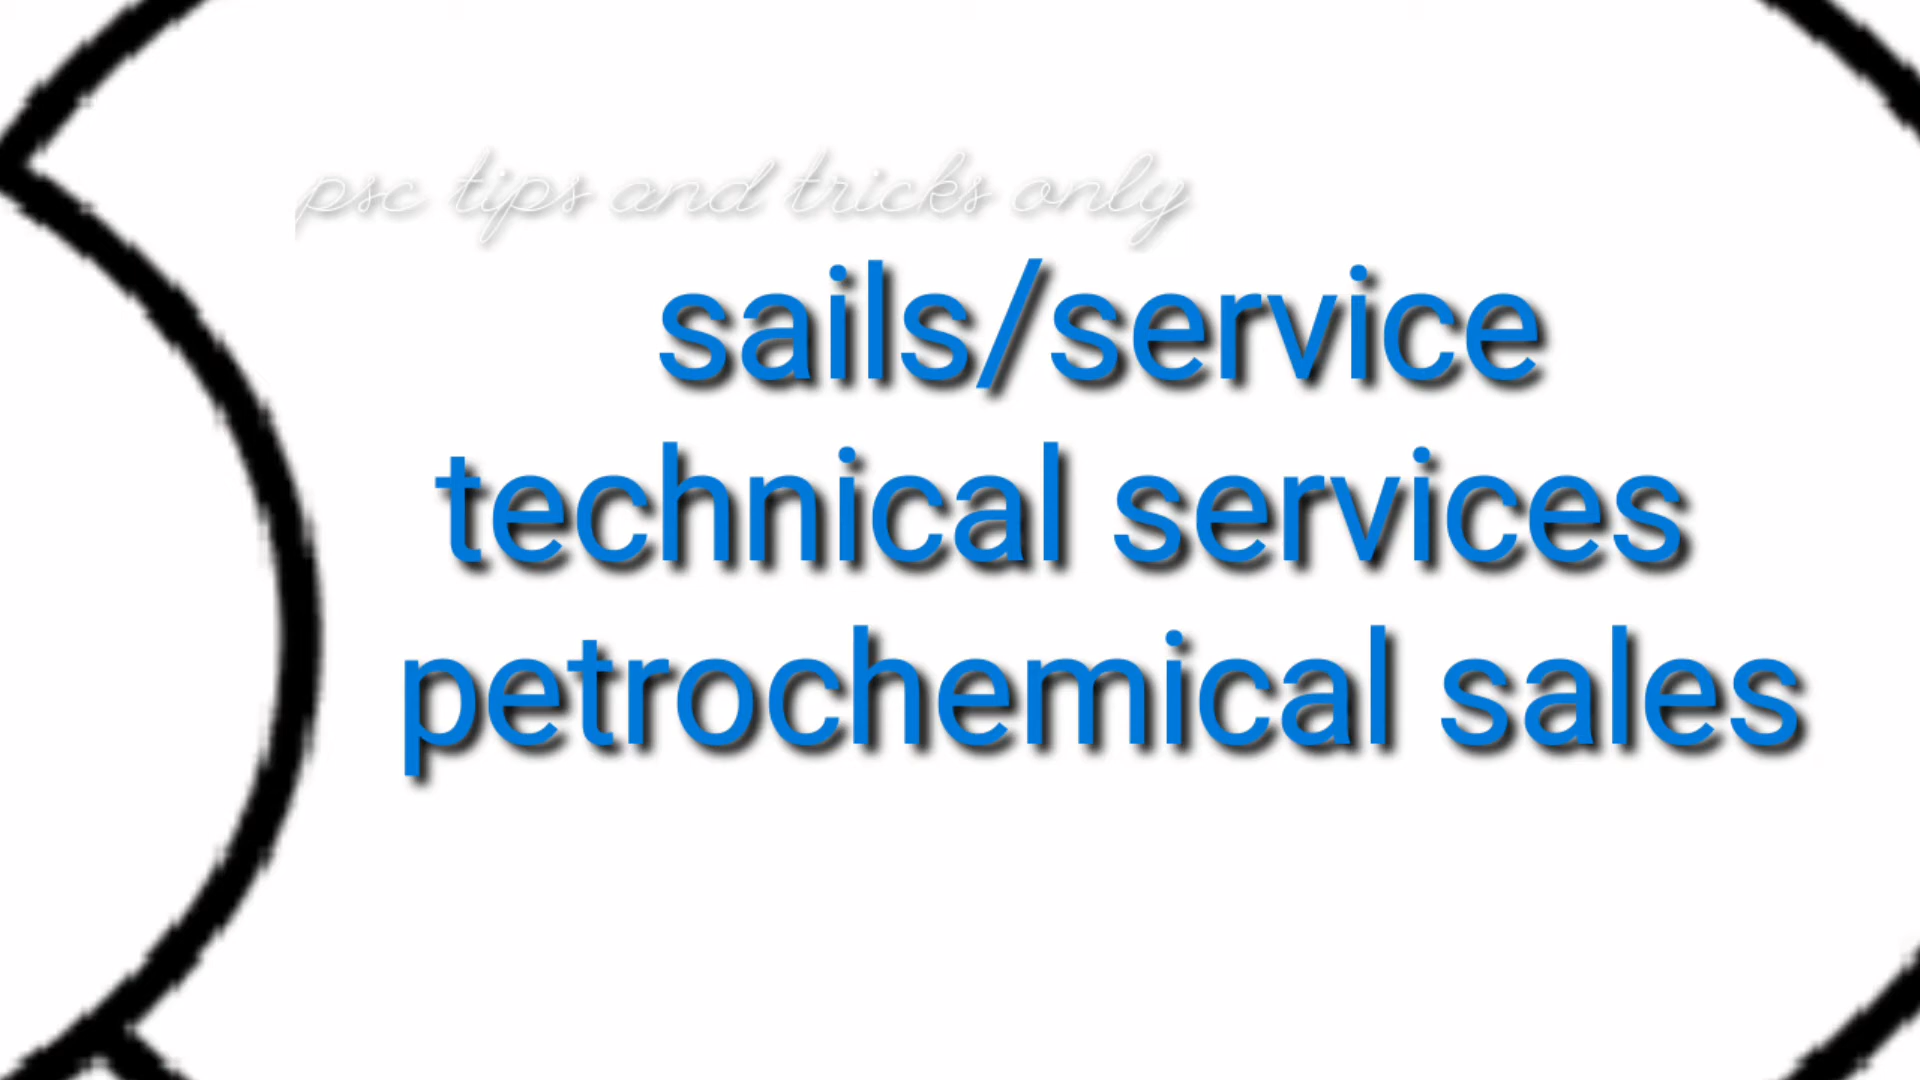 psc tips and tricks only
sails/service
technical services
petrochemical sales